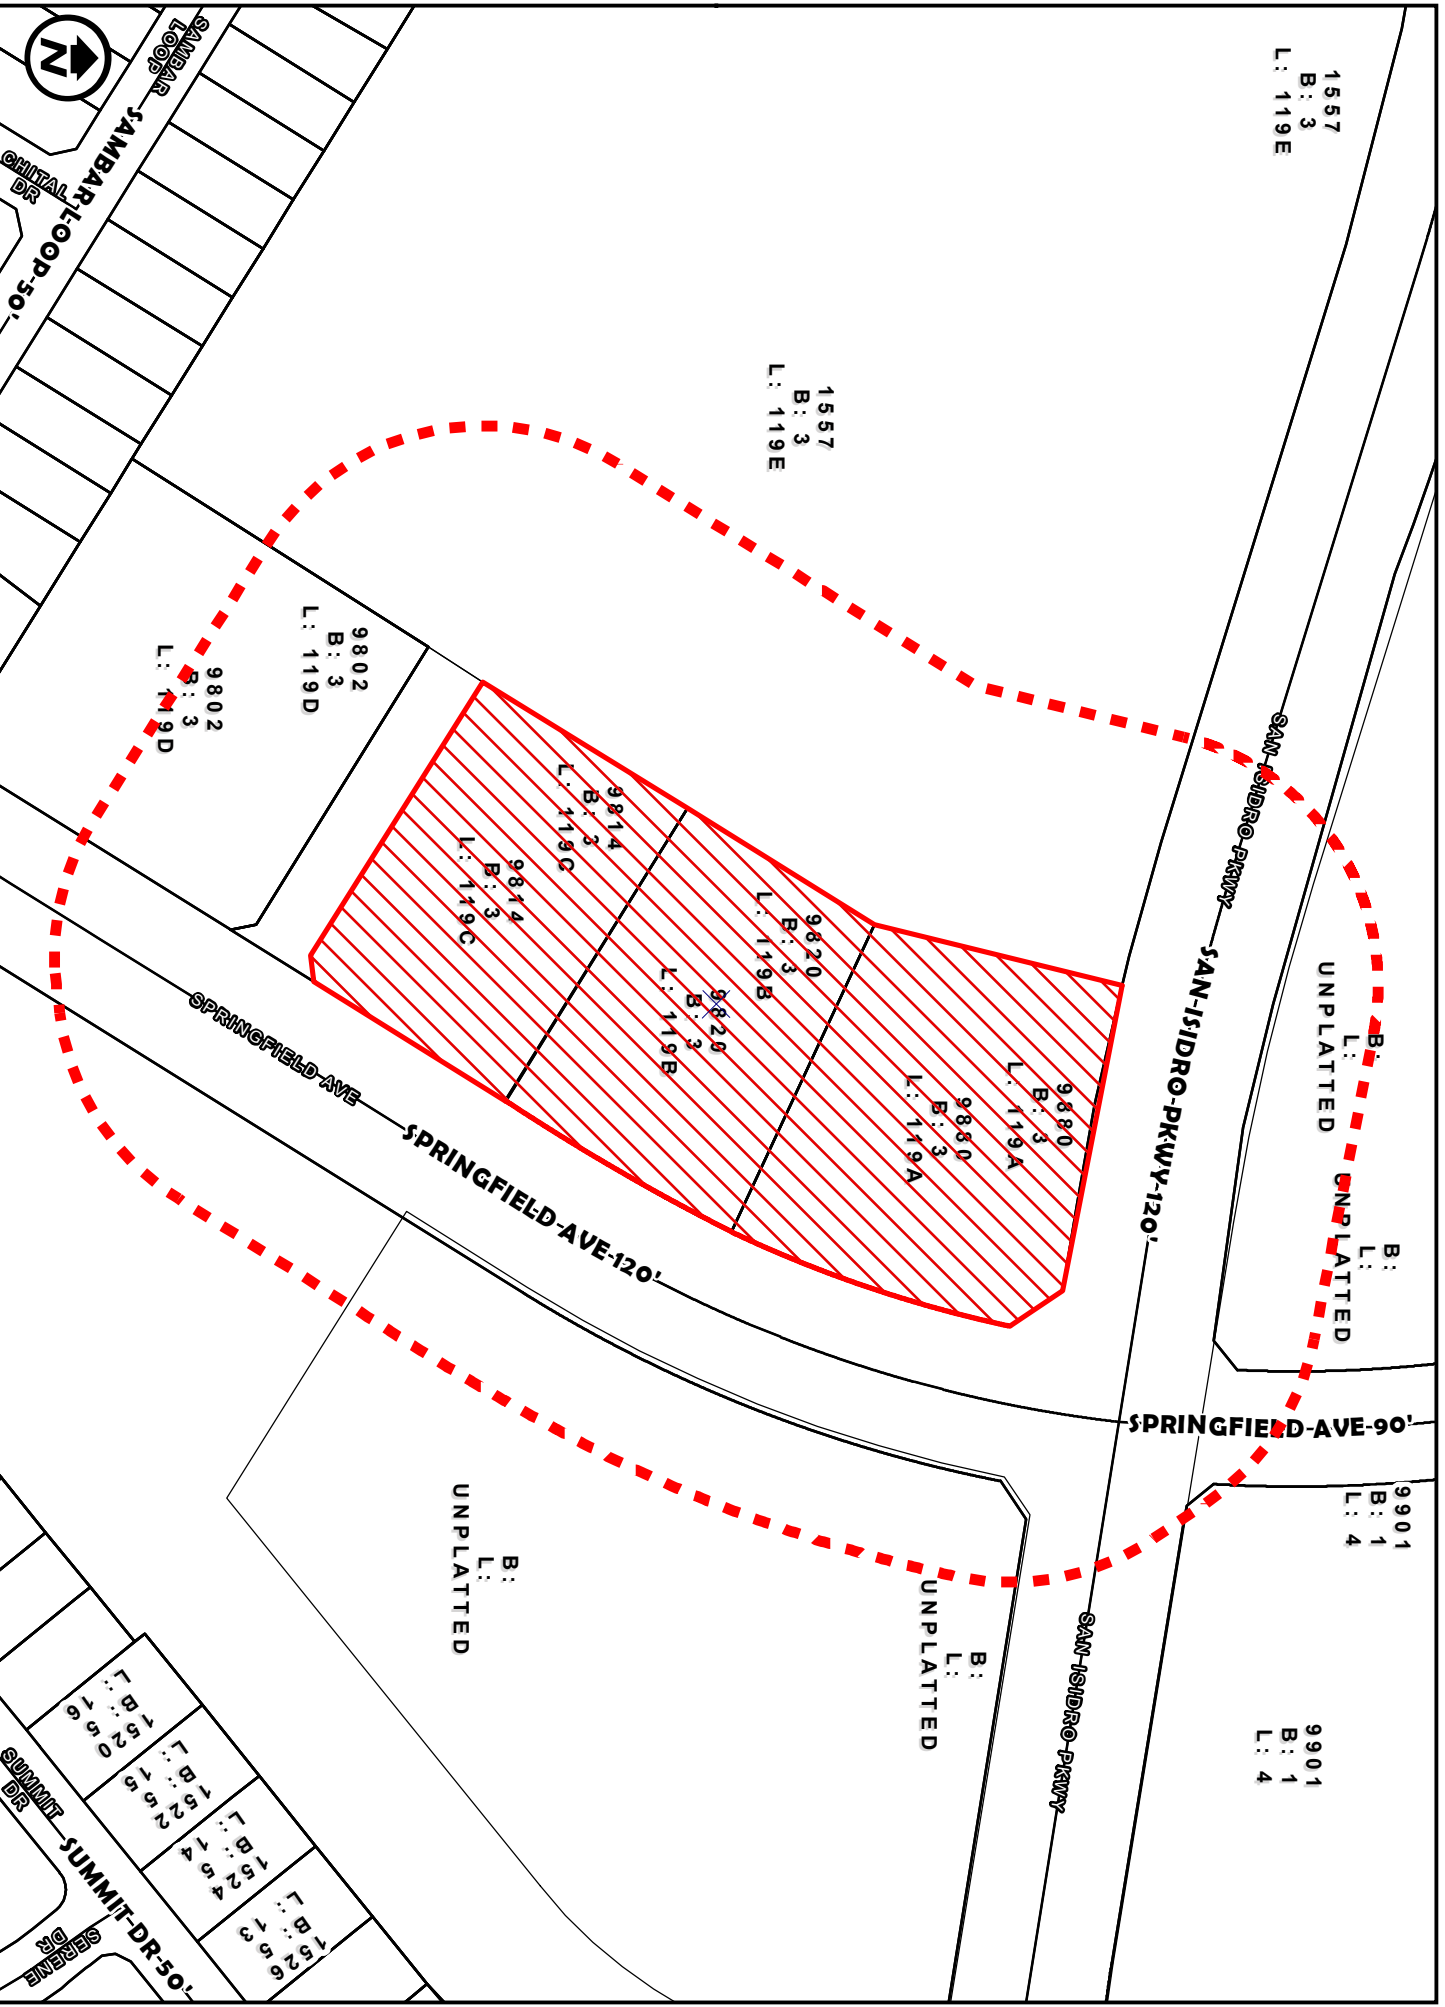 N
SAMBAR
LOOP
SAMBAR-LOOP-50'
CHITAL
DR
1557
B: 3
L: 119E
1557
B: 3
L: 119E
9802
B: 3
L: 119D
9802
B: 3
L: 119D
9814
B: 3
L: 119C
9814
B: 3
L: 119C
9820
B: 3
L: 119B
9820
B: 3
L: 119B
9880
B: 3
L: 119A
9880
B: 3
L: 119A
SAN ISIDRO PKWY
SAN-ISIDRO-PKWY-120'
SAN ISIDRO PKWY
B:
L:
UNPLATTED
B:
L:
UNPLATTED
SPRINGFIELD AVE
SPRINGFIELD-AVE-120'
SPRINGFIELD-AVE-90'
9901
B: 1
L: 4
9901
B: 1
L: 4
B:
L:
UNPLATTED
B:
L:
UNPLATTED
1520
B: 5
L: 16
1522
B: 5
L: 15
1524
B: 5
L: 14
1526
B: 5
L: 13
SUMMIT
DR
SUMMIT-DR-50'
SERENE
DR